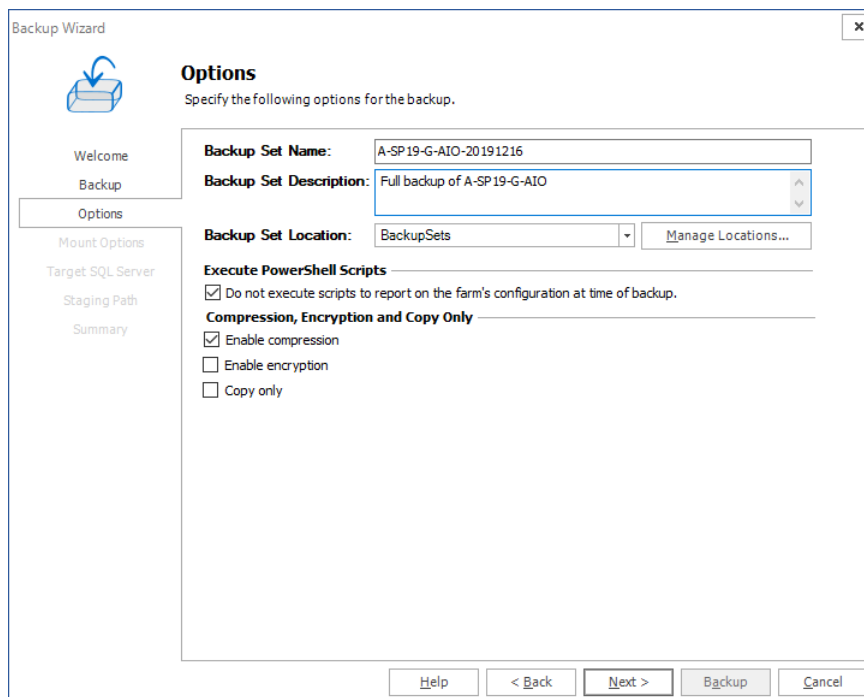 Backup Wizard
Options
Specify the following options for the backup.
Welcome
Backup
Options
Mount Options
Target SQL Server
Staging Path
Summary
Backup Set Name: A-SP19-G-AIO-20191216
Backup Set Description: Full backup of A-SP19-G-AIO
Backup Set Location: BackupSets Manage Locations...
Execute PowerShell Scripts
Do not execute scripts to report on the farm's configuration at time of backup.
Compression, Encryption and Copy Only
Enable compression
Enable encryption
Copy only
Help < Back Next > Backup Cancel